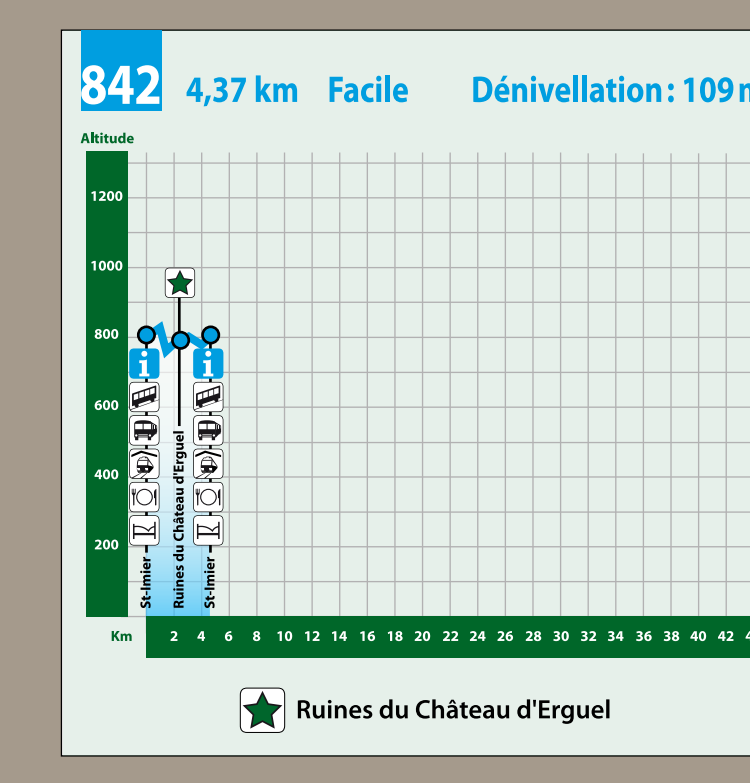 842
4,37 km Facile Dénivellation: 109 m
Altitude
1200
1000
800
600
400
200
i
i
St-Imier
Ruines du Château d'Erguel
St-Imier
Km 2 4 6 8 10 12 14 16 18 20 22 24 26 28 30 32 34 36 38 40 42
Ruines du Château d'Erguel